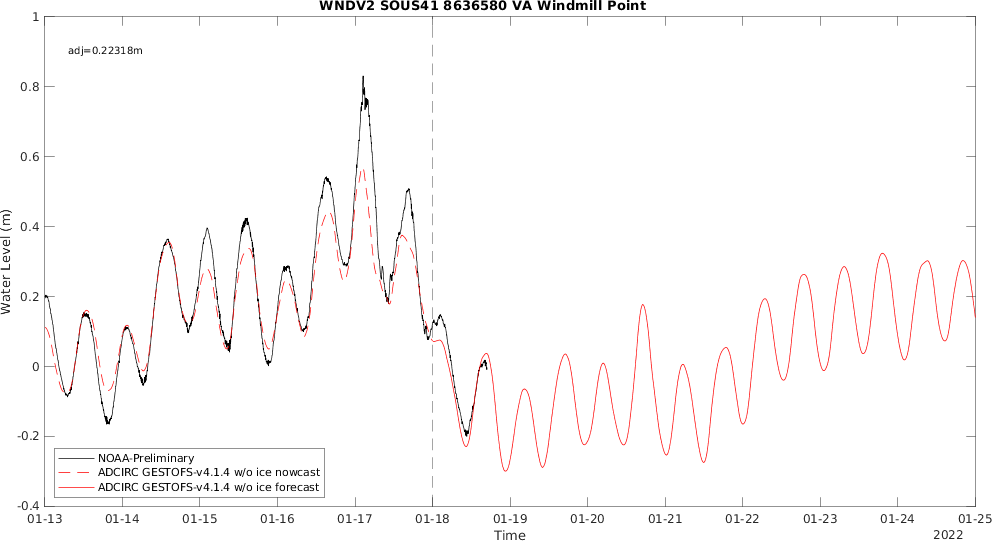 WNDV2 SOUS41 8636580 VA Windmill Point
adj=0.22318m
1
0.8
0.6
0.4
0.2
0
-0.2
-0.4
Water Level (m)
NOAA-Preliminary
ADCIRC GESTOFS-v4.1.4 w/o ice nowcast
ADCIRC GESTOFS-v4.1.4 w/o ice forecast
01-13 01-14 01-15 01-16 01-17 01-18 01-19 01-20 01-21 01-22 01-23 01-24 01-25
Time
2022